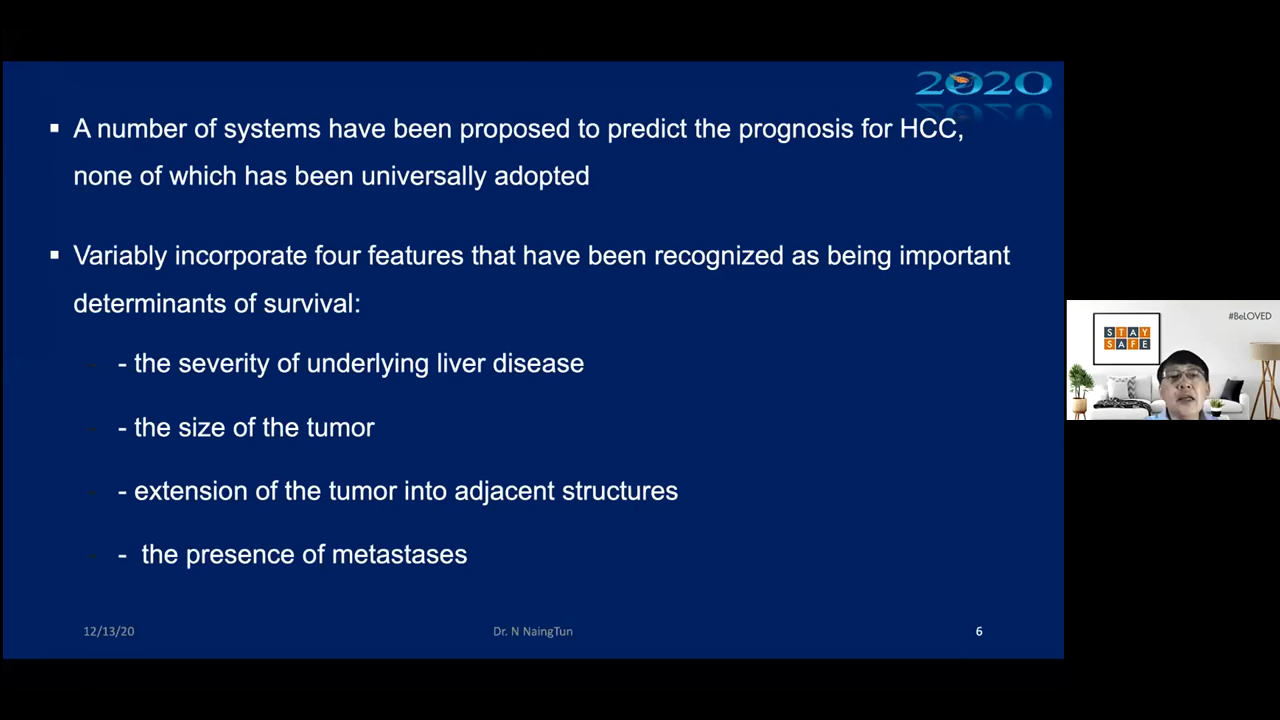 2020
▪ A number of systems have been proposed to predict the prognosis for HCC,
none of which has been universally adopted
▪ Variably incorporate four features that have been recognized as being important
determinants of survival:
- the severity of underlying liver disease
- the size of the tumor
- extension of the tumor into adjacent structures
- the presence of metastases
12/13/20
Dr. N NaingTun
6
#BeLOVED
STAY
SAFE